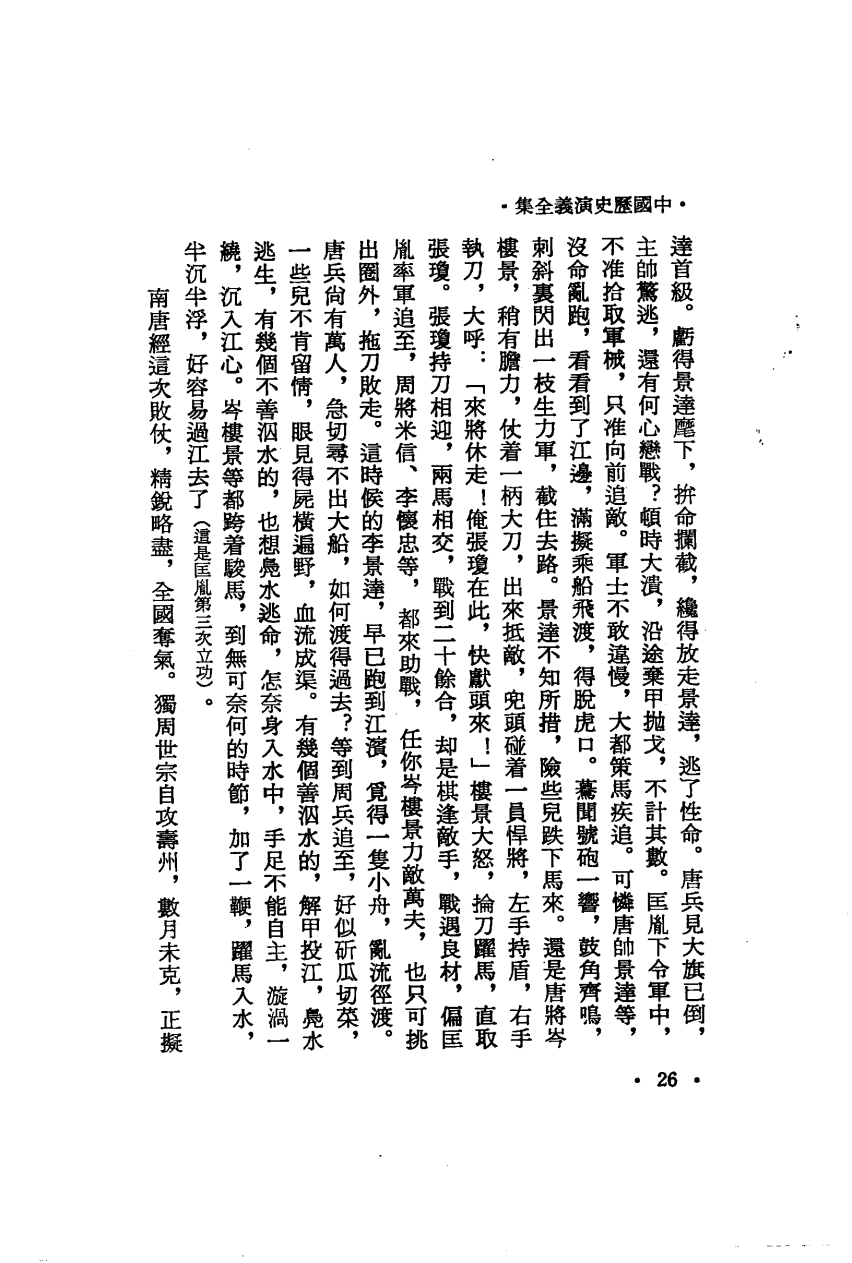 ・中國歷史演義全集・
達首級。虧得景達麾下，拚命攔截，纔得放走景達，逃了性命。唐兵見大旗已倒，
主帥驚逃，還有何心戀戰？頓時大潰，沿途棄甲拋戈，不計其數。匡胤下令軍中，
不准拾取軍械，只准向前追敵。軍士不敢違慢，大都策馬疾追。可憐唐帥景達等，
沒命亂跑，看看到了江邊，滿擬乘船飛渡，得脫虎口。驀聞號砲一響，鼓角齊鳴，
刺斜裏閃出一枝生力軍，截住去路。景達不知所措，險些兒跌下馬來。還是唐將岑
樓景，稍有膽力，仗着一柄大刀，出來抵敵，兜頭碰着一員悍將，左手持盾，右手
執刀，大呼：「來將休走！俺張瓊在此，快獻頭來！」樓景大怒，掄刀躍馬，直取
張瓊。張瓊持刀相迎，兩馬相交，戰到二十餘合，却是棋逢敵手，戰遇良材，偏匡
胤率軍追至，周將米信、李懷忠等，都來助戰，任你岑樓景力敵萬夫，也只可挑
出圈外，拖刀敗走。這時候的李景達，早已跑到江濱，覓得一隻小舟，亂流徑渡。
唐兵尙有萬人，急切尋不出大船，如何渡得過去？等到周兵追至，好似斫瓜切菜，
一些兒不肯留情，眼見得屍橫遍野，血流成渠。有幾個善泅水的，解甲投江，鳧水
逃生，有幾個不善泅水的，也想鳧水逃命，怎奈身入水中，手足不能自主，漩渦一
繞，沉入江心。岑樓景等都跨着駿馬，到無可奈何的時節，加了一鞭，躍馬入水，
半沉半浮，好容易過江去了（這是匡胤第三次立功）。
南唐經這次敗仗，精銳略盡，全國奪氣。獨周世宗自攻壽州，數月未克，正擬
・26・